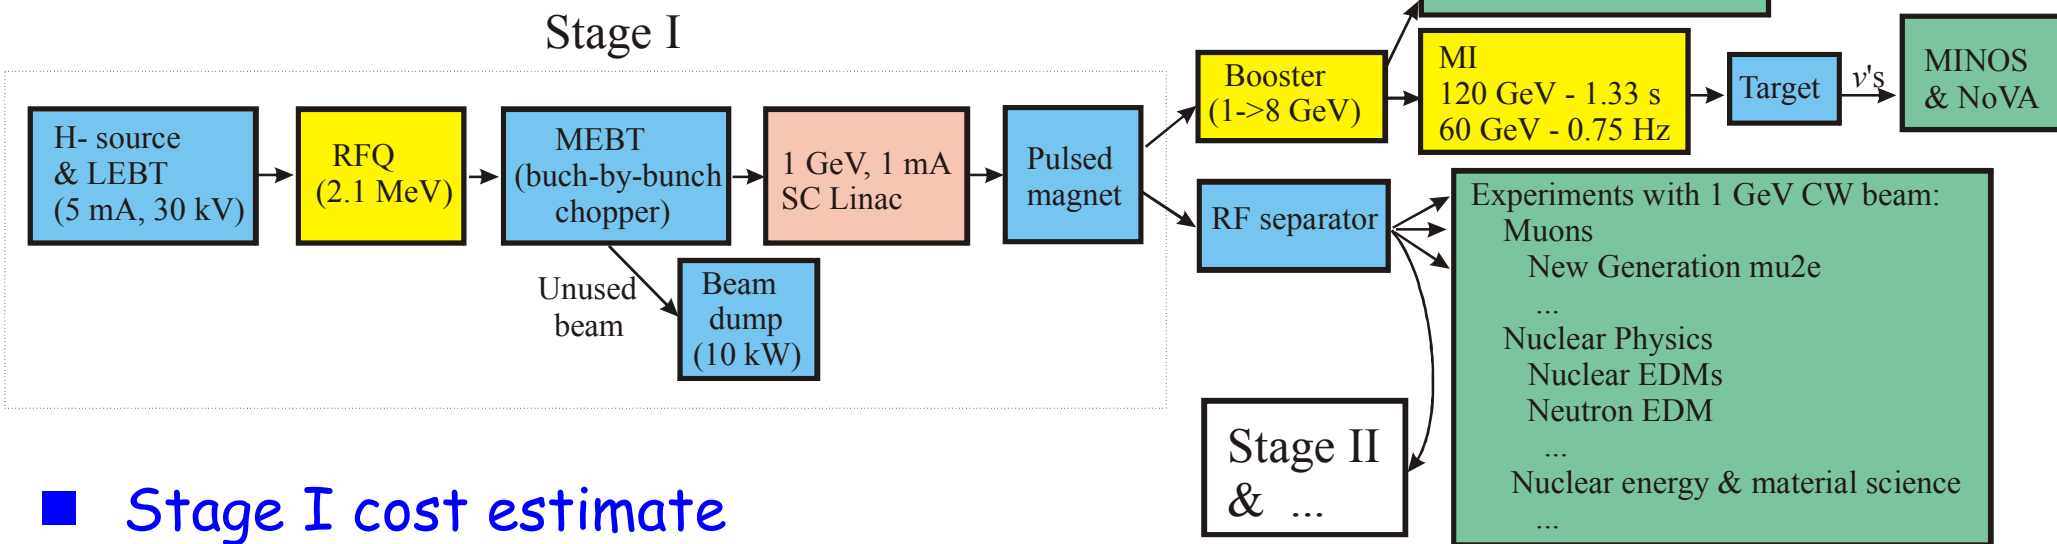 Stage I
H- source
& LEBT
(5 mA, 30 kV)
RFQ
(2.1 MeV)
MEBT
(buch-by-bunch
chopper)
Unused
beam
Beam
dump
(10 kW)
1 GeV, 1 mA
SC Linac
Pulsed
magnet
Booster
(1->8 GeV)
MI
120 GeV - 1.33 s
60 GeV - 0.75 Hz
Target
ν's
MINOS
& NoVA
RF separator
Experiments with 1 GeV CW beam:
Muons
New Generation mu2e
...
Nuclear Physics
Nuclear EDMs
Neutron EDM
...
Nuclear energy & material science
...
Stage II
& ...
Stage I cost estimate